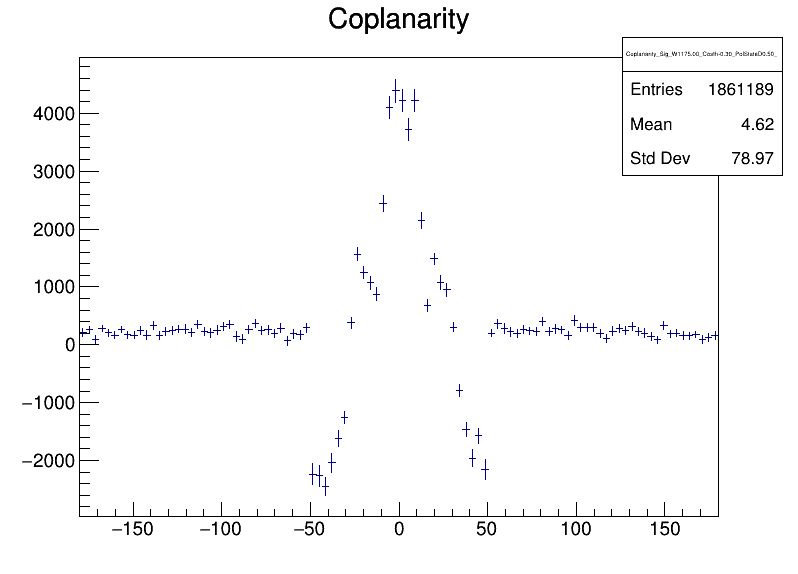 Coplanarity
Coplanarity_Sig_W1175.00_Costh-0.30_PolStateD0.50_
Entries 1861189
Mean 4.62
Std Dev 78.97
4000
3000
2000
1000
0
−1000
−2000
−150 −100 −50 0 50 100 150